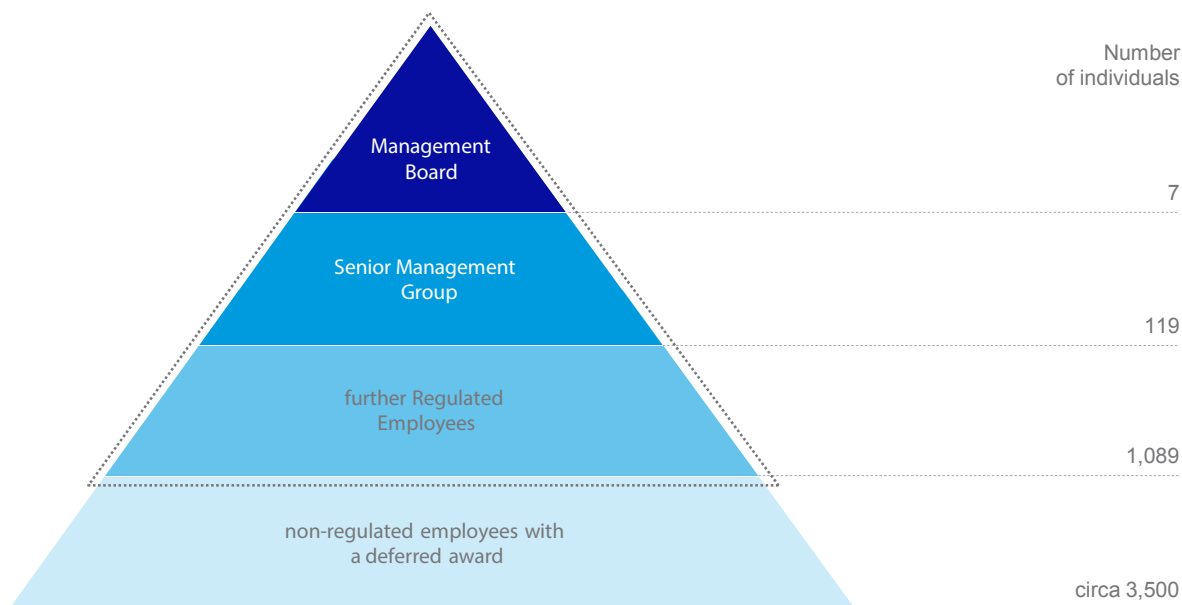 Number
of individuals
Management
Board
7
Senior Management
Group
119
further Regulated
Employees
1,089
non-regulated employees with
a deferred award
circa 3,500